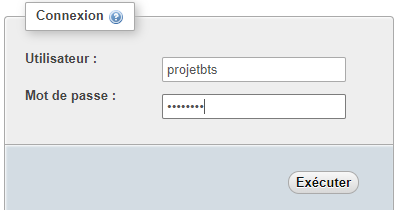 Connexion
Utilisateur :
projetbts
Mot de passe :
••••••••
Exécuter